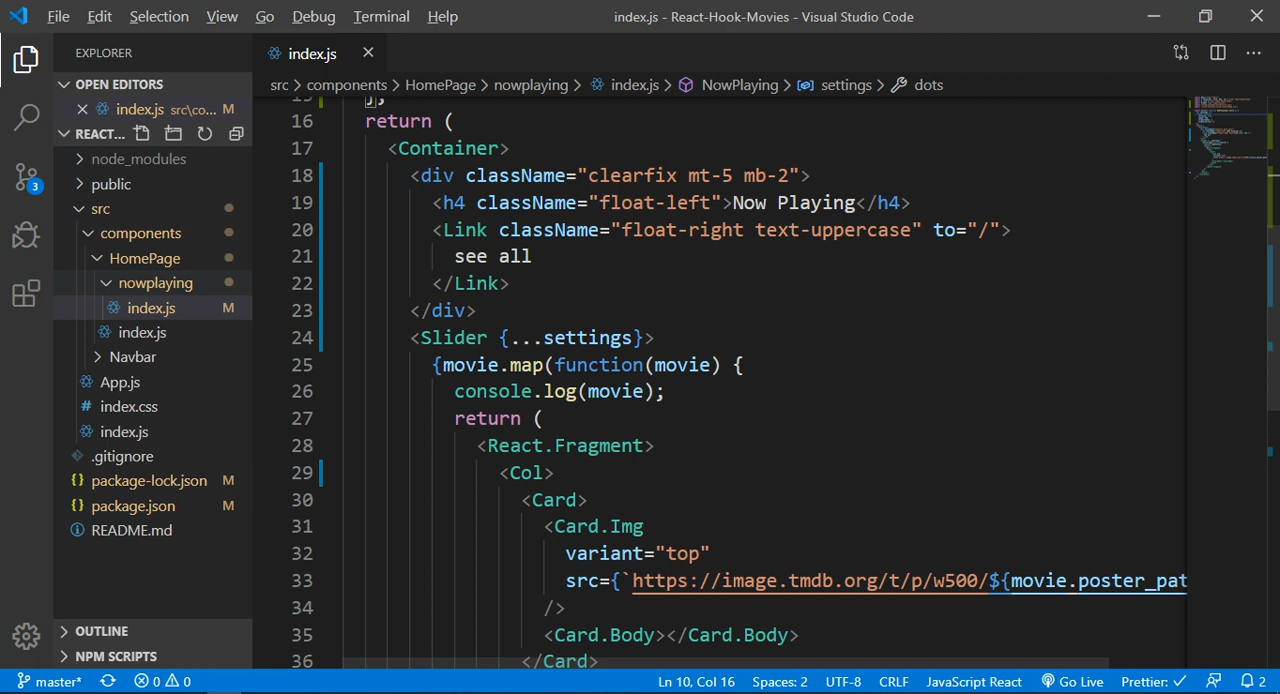 File Edit Selection View Go Debug Terminal Help index.js - React-Hook-Movies - Visual Studio Code
EXPLORER
OPEN EDITORS
index.js src\co... M
REACT...
node_modules
public
src
components
HomePage
nowplaying
index.js M
index.js
Navbar
App.js
index.css
index.js
.gitignore
package-lock.json M
package.json M
README.md
OUTLINE
NPM SCRIPTS
3
index.js
src > components > HomePage > nowplaying > index.js > NowPlaying > settings > dots
15 };
16 return (
17 <Container>
18 <div className="clearfix mt-5 mb-2">
19 <h4 className="float-left">Now Playing</h4>
20 <Link className="float-right text-uppercase" to="/">
21 see all
22 </Link>
23 </div>
24 <Slider {...settings}>
25 {movie.map(function(movie) {
26 console.log(movie);
27 return (
28 <React.Fragment>
29 <Col>
30 <Card>
31 <Card.Img
32 variant="top"
33 src={`https://image.tmdb.org/t/p/w500/${movie.poster_pat
34 />
35 <Card.Body></Card.Body>
36 </Card>
master* 0 0 Ln 10, Col 16 Spaces: 2 UTF-8 CRLF JavaScript React Go Live Prettier: ✓ 2